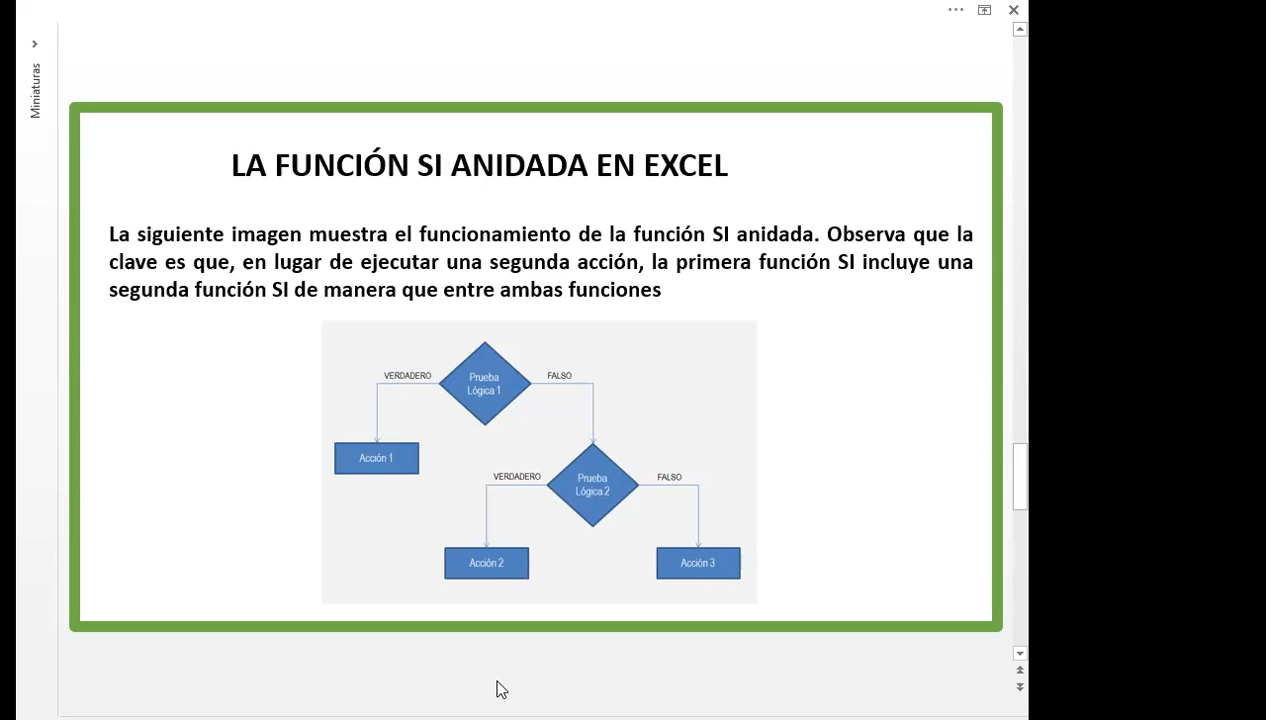 Miniaturas
LA FUNCIÓN SI ANIDADA EN EXCEL
La siguiente imagen muestra el funcionamiento de la función SI anidada. Observa que la
clave es que, en lugar de ejecutar una segunda acción, la primera función SI incluye una
segunda función SI de manera que entre ambas funciones
VERDADERO
Prueba
Lógica 1
FALSO
Acción 1
VERDADERO
Prueba
Lógica 2
FALSO
Acción 2
Acción 3